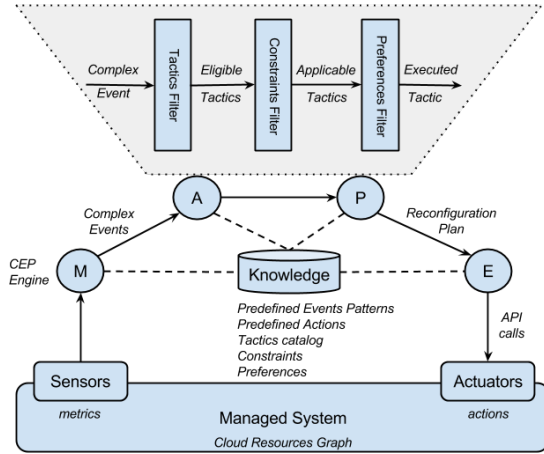 Complex
Event
Tactics Filter
Eligible
Tactics
Constraints Filter
Applicable
Tactics
Preferences Filter
Executed
Tactic
A
P
Complex
Events
Reconfiguration
Plan
CEP
Engine
M
Knowledge
E
Predefined Events Patterns
Predefined Actions
Tactics catalog
Constraints
Preferences
API
calls
Sensors
metrics
Actuators
actions
Managed System
Cloud Resources Graph